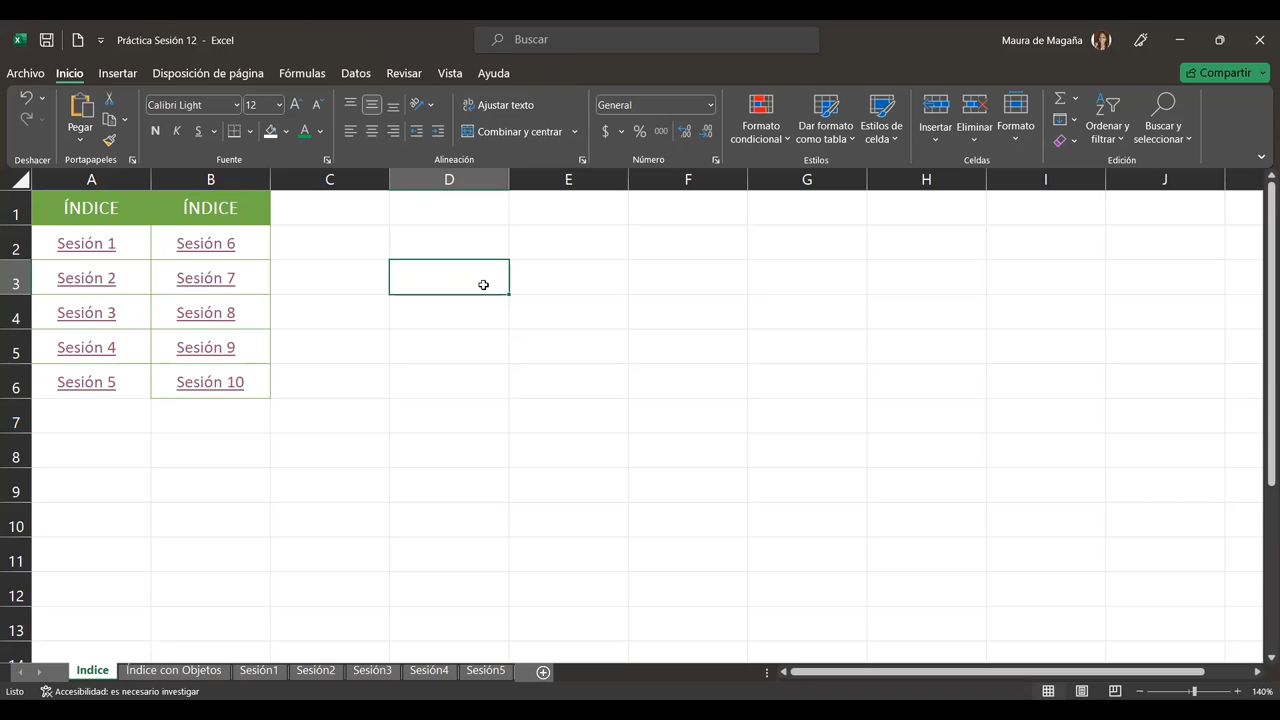 Práctica Sesión 12 - Excel
Buscar
Maura de Magaña
Archivo Inicio Insertar Disposición de página Fórmulas Datos Revisar Vista Ayuda
Compartir
Pegar
Calibri Light 12
N K S
Ajustar texto
Combinar y centrar
General
$ % 000
Formato condicional
Dar formato como tabla
Estilos de celda
Insertar
Eliminar
Formato
Ordenar y filtrar
Buscar y seleccionar
Deshacer Portapapeles Fuente Alineación Número Estilos Celdas Edición
A B C D E F G H I J
1 ÍNDICE ÍNDICE
2 Sesión 1 Sesión 6
3 Sesión 2 Sesión 7
4 Sesión 3 Sesión 8
5 Sesión 4 Sesión 9
6 Sesión 5 Sesión 10
7
8
9
10
11
12
13
Indice Índice con Objetos Sesión1 Sesión2 Sesión3 Sesión4 Sesión5
Listo Accesibilidad: es necesario investigar 140%